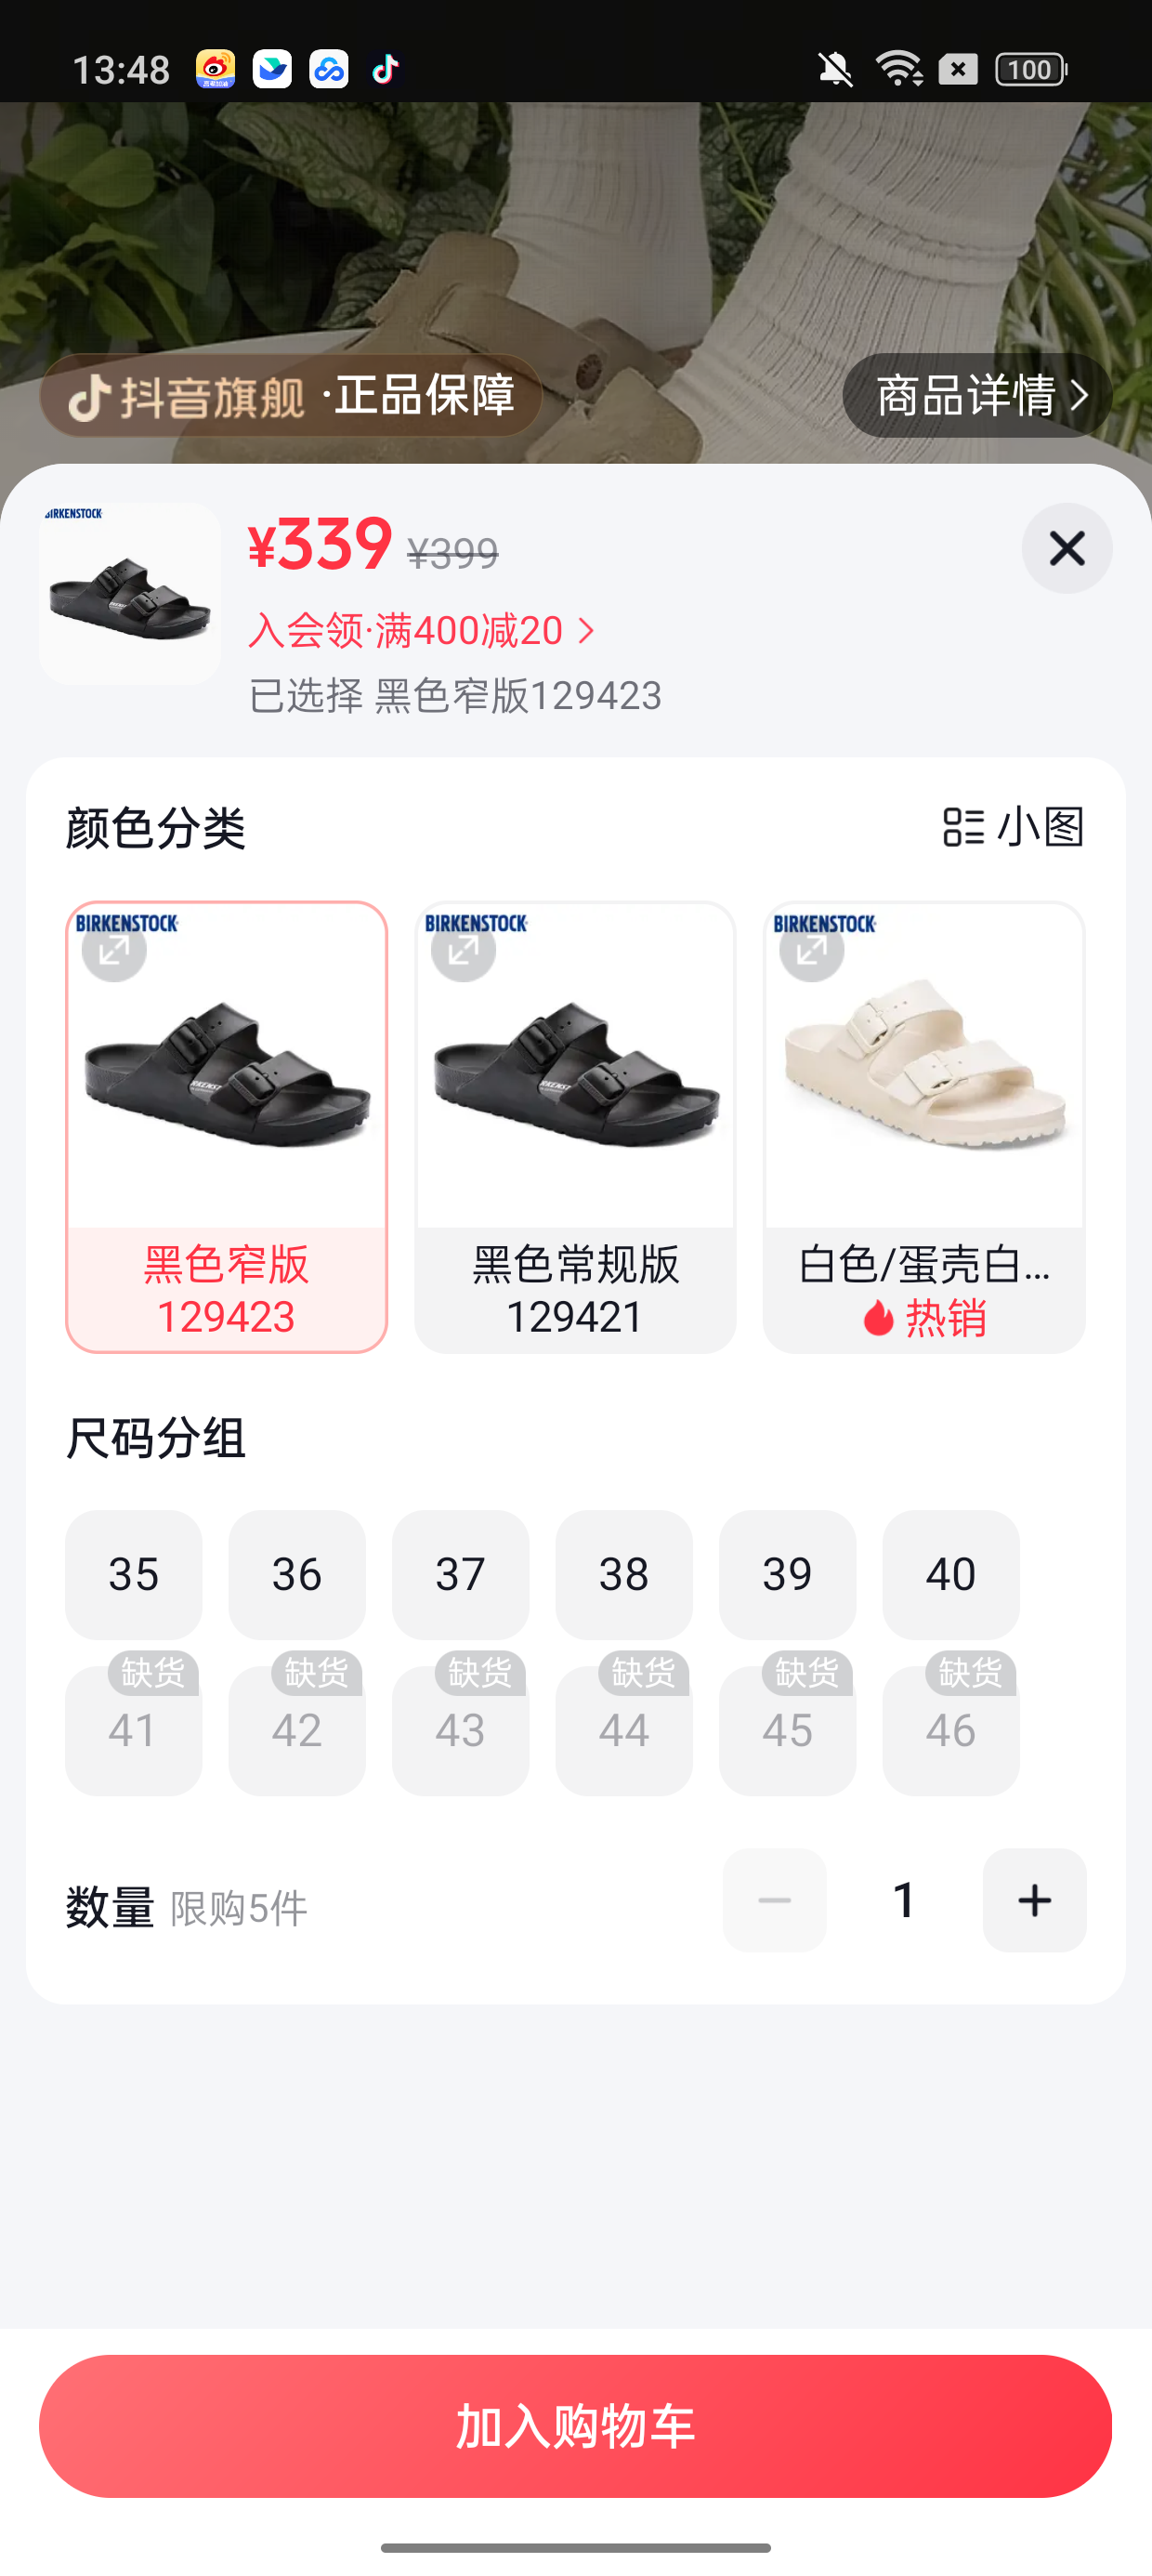 13:48
100
抖音旗舰 ·正品保障
商品详情
BIRKENSTOCK
¥339 ¥399
入会领·满400减20
已选择 黑色窄版129423
颜色分类
小图
BIRKENSTOCK
BIRKENSTOCK
BIRKENSTOCK
黑色窄版
129423
黑色常规版
129421
白色/蛋壳白...
热销
尺码分组
35 36 37 38 39 40
缺货 缺货 缺货 缺货 缺货 缺货
41 42 43 44 45 46
数量 限购5件
1
加入购物车